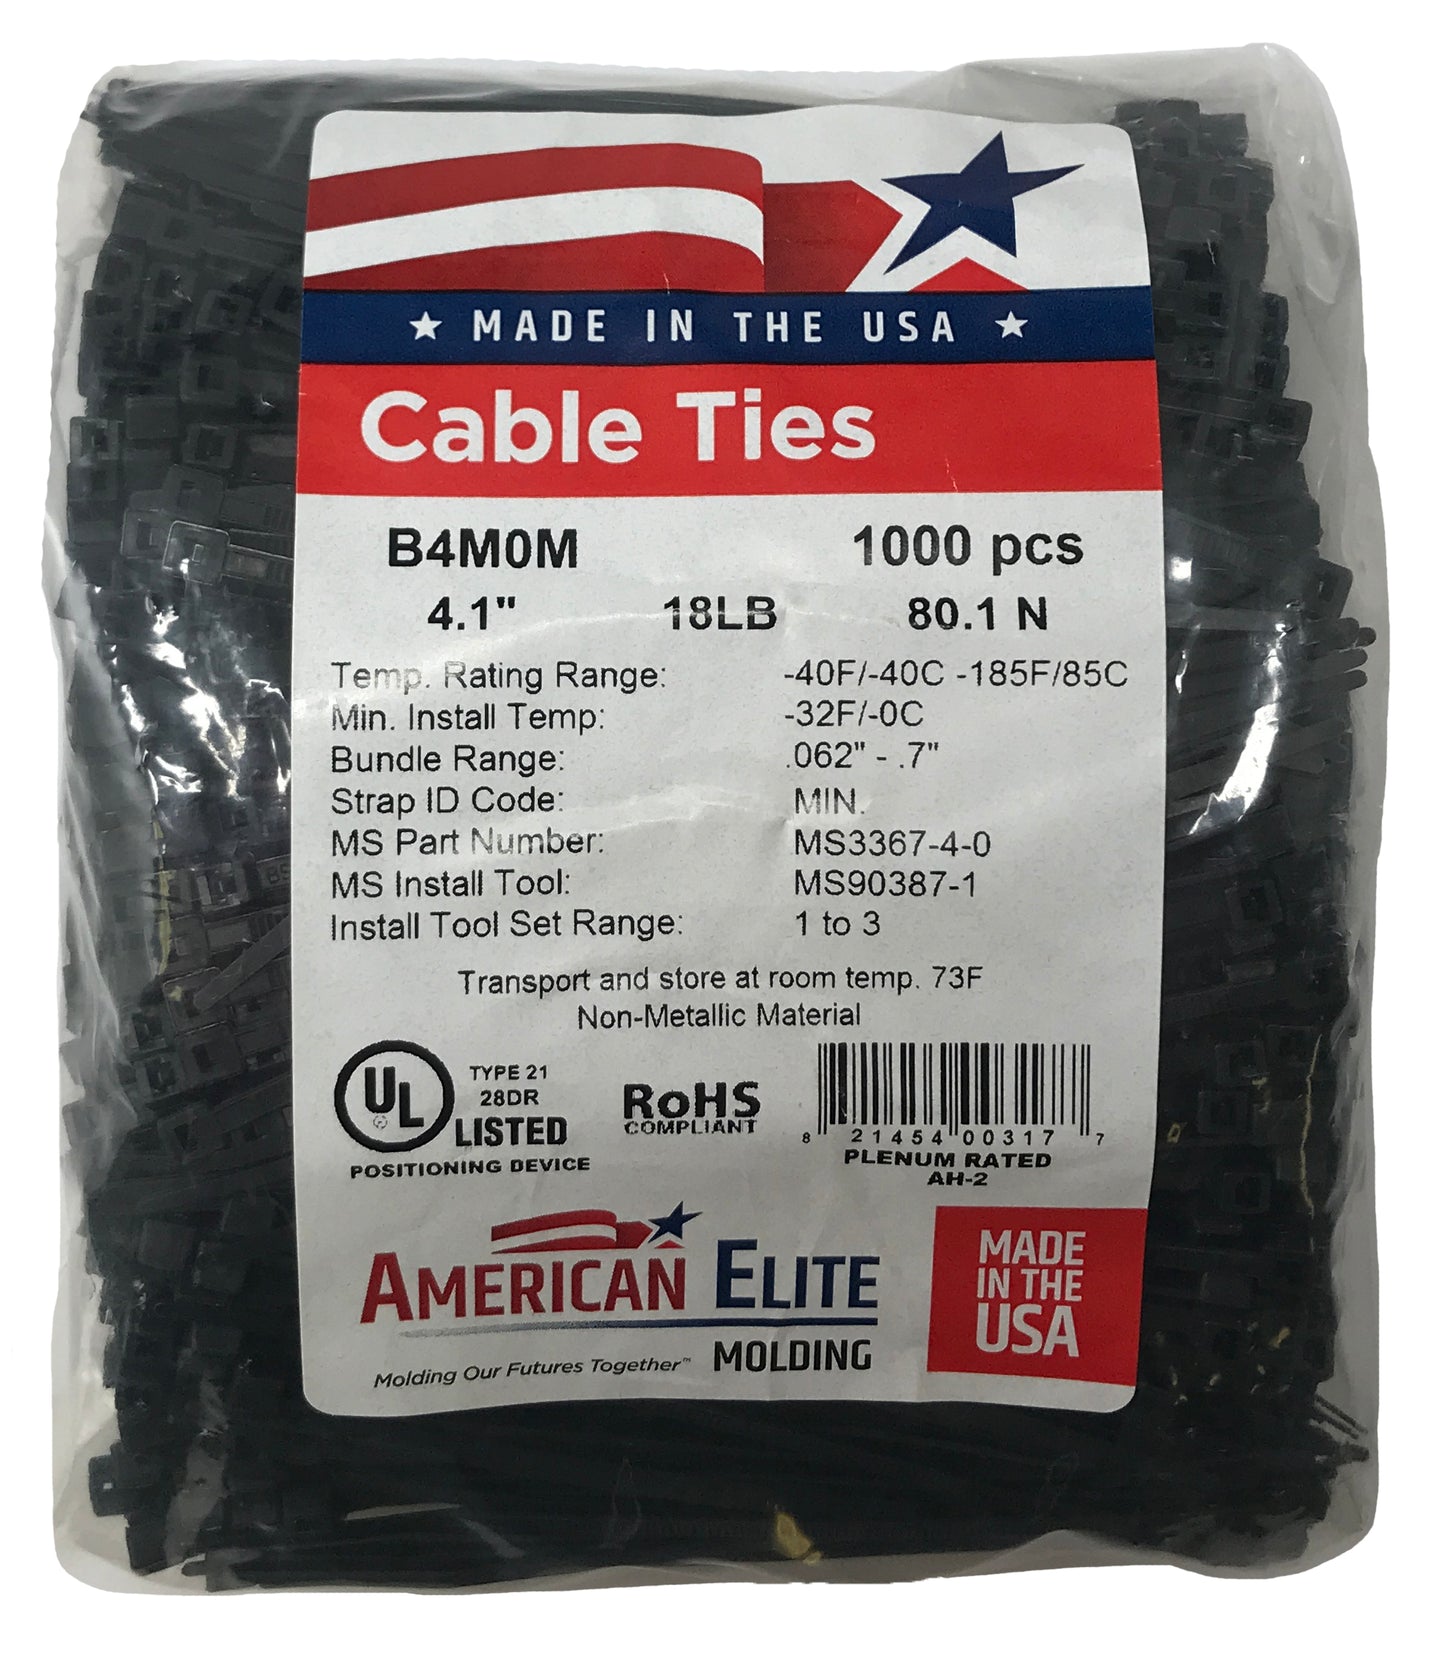 MADE IN THE USA
Cable Ties
B4M0M 1000 pcs
4.1" 18LB 80.1 N
Temp. Rating Range: -40F/-40C -185F/85C
Min. Install Temp: -32F/-0C
Bundle Range: .062" - .7"
Strap ID Code: MIN.
MS Part Number: MS3367-4-0
MS Install Tool: MS90387-1
Install Tool Set Range: 1 to 3
Transport and store at room temp. 73F
Non-Metallic Material
UL
TYPE 21
28DR
LISTED
POSITIONING DEVICE
RoHS
COMPLIANT
8 21454 00317 7
PLENUM RATED
AH-2
AMERICAN ELITE
MOLDING
Molding Our Futures Together™
MADE
IN THE
USA